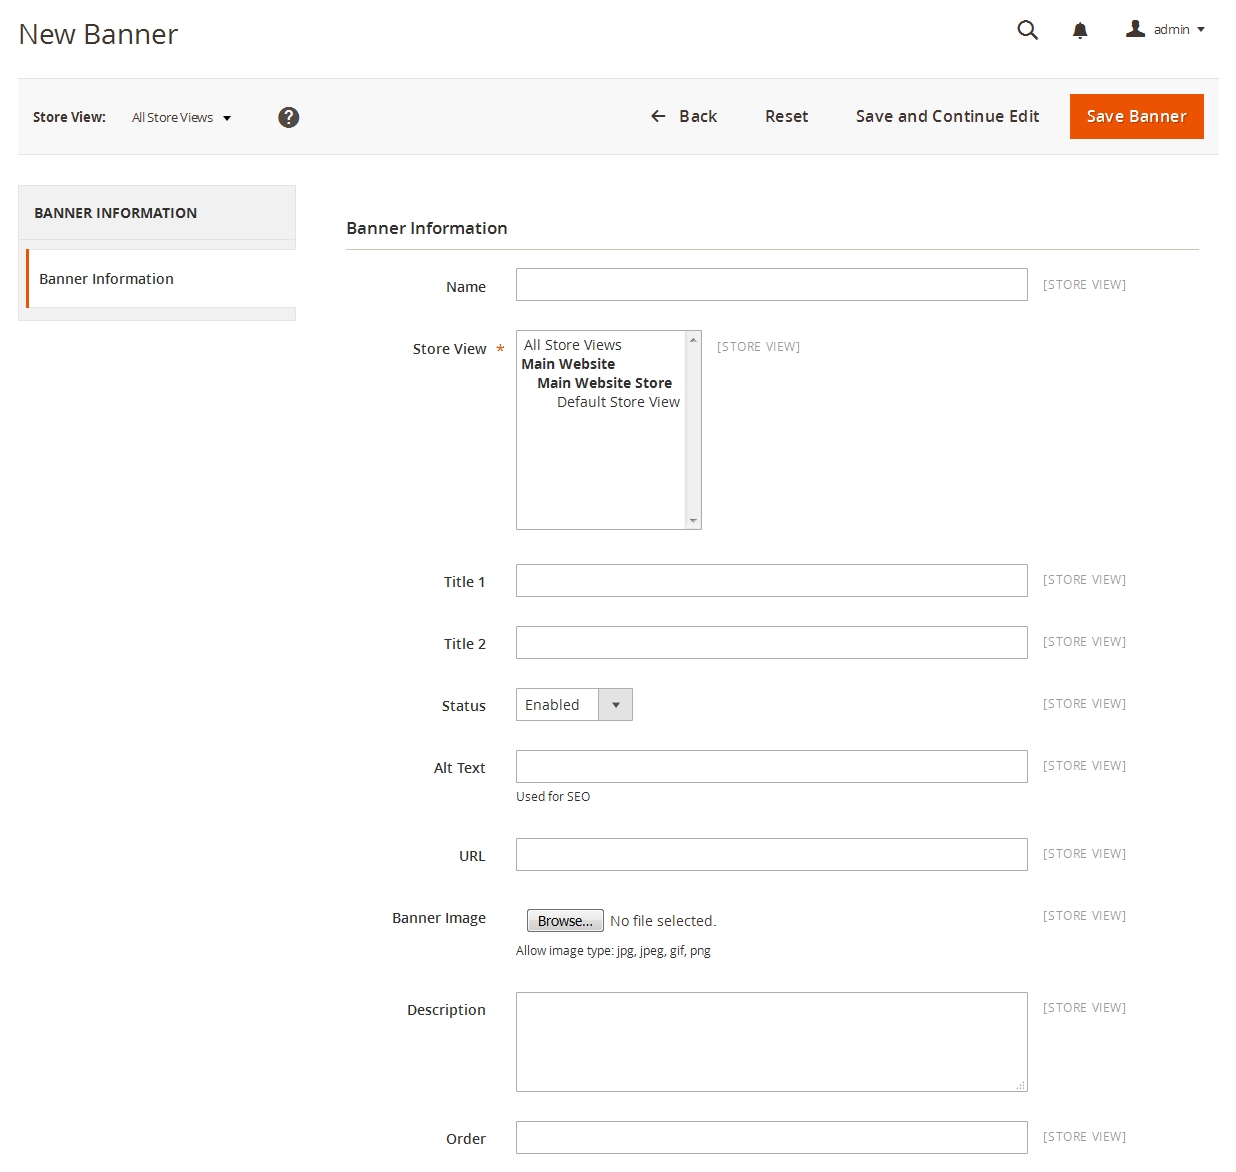 New Banner
admin
Store View: All Store Views ? Back Reset Save and Continue Edit Save Banner
BANNER INFORMATION
Banner Information
Banner Information
Name [STORE VIEW]
Store View * [STORE VIEW]
All Store Views
Main Website
Main Website Store
Default Store View
Title 1 [STORE VIEW]
Title 2 [STORE VIEW]
Status Enabled [STORE VIEW]
Alt Text [STORE VIEW]
Used for SEO
URL [STORE VIEW]
Banner Image Browse... No file selected. [STORE VIEW]
Allow image type: jpg, jpeg, gif, png
Description [STORE VIEW]
Order [STORE VIEW]